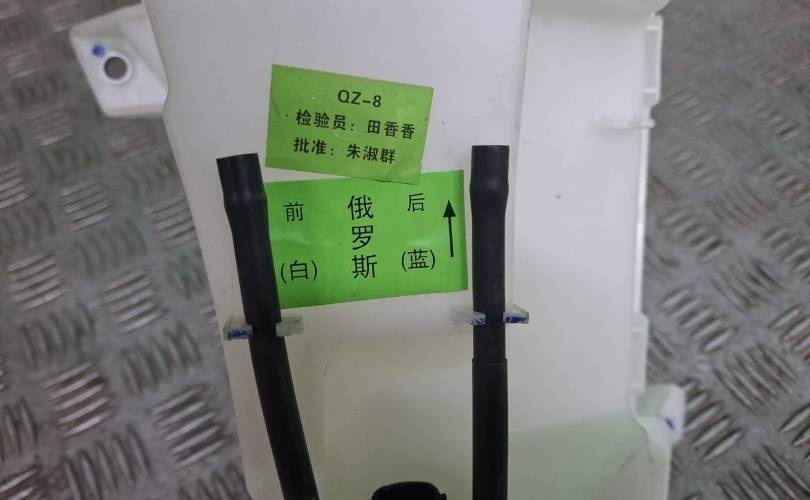 QZ-8
检验员：田香香
批准：朱淑群
前 俄 后
罗
(白) 斯 (蓝)